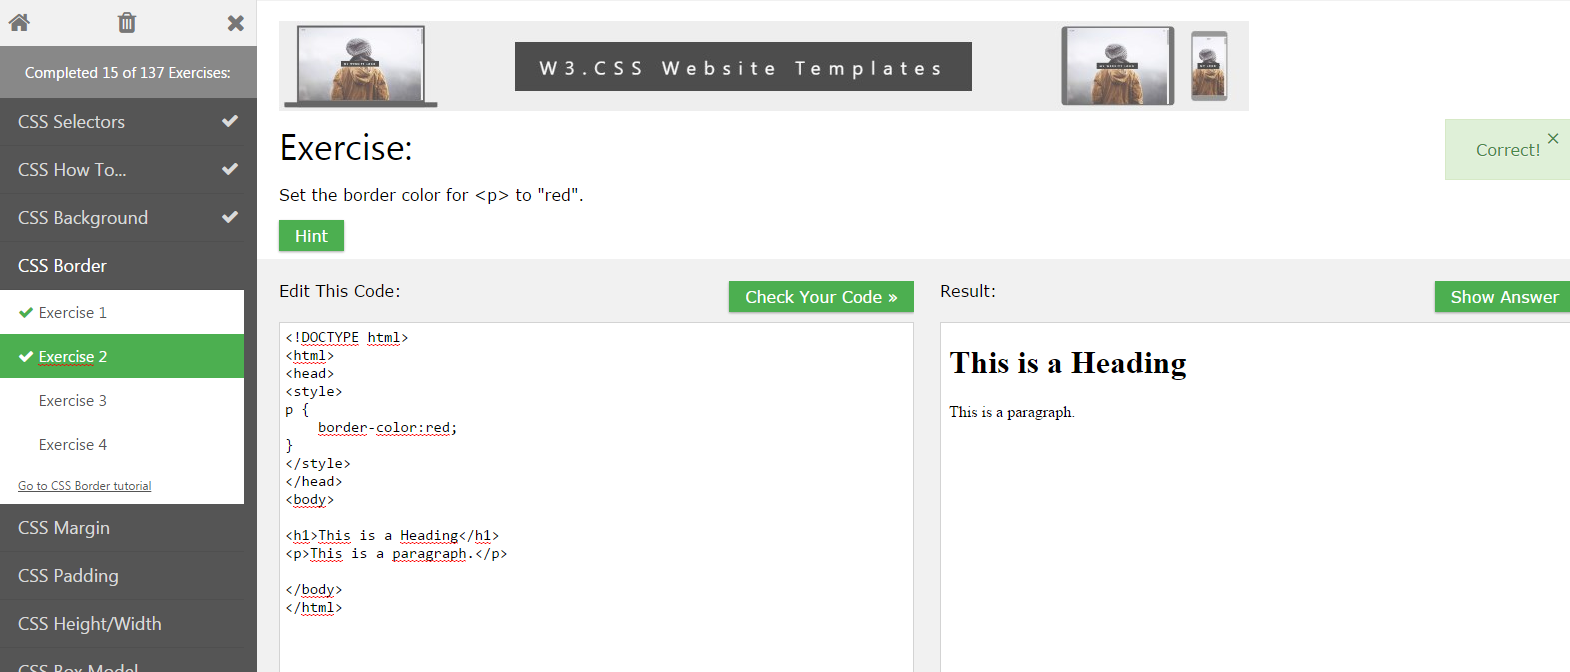 Completed 15 of 137 Exercises:
CSS Selectors
CSS How To...
CSS Background
CSS Border
Exercise 1
Exercise 2
Exercise 3
Exercise 4
Go to CSS Border tutorial
CSS Margin
CSS Padding
CSS Height/Width
CSS Box Model
W3.CSS Website Templates
Exercise:
Set the border color for <p> to "red".
Hint
Correct! ×
Edit This Code:
Check Your Code »
<!DOCTYPE html>
<html>
<head>
<style>
p {
    border-color:red;
}
</style>
</head>
<body>
<h1>This is a Heading</h1>
<p>This is a paragraph.</p>
</body>
</html>
Result:
Show Answer
This is a Heading
This is a paragraph.